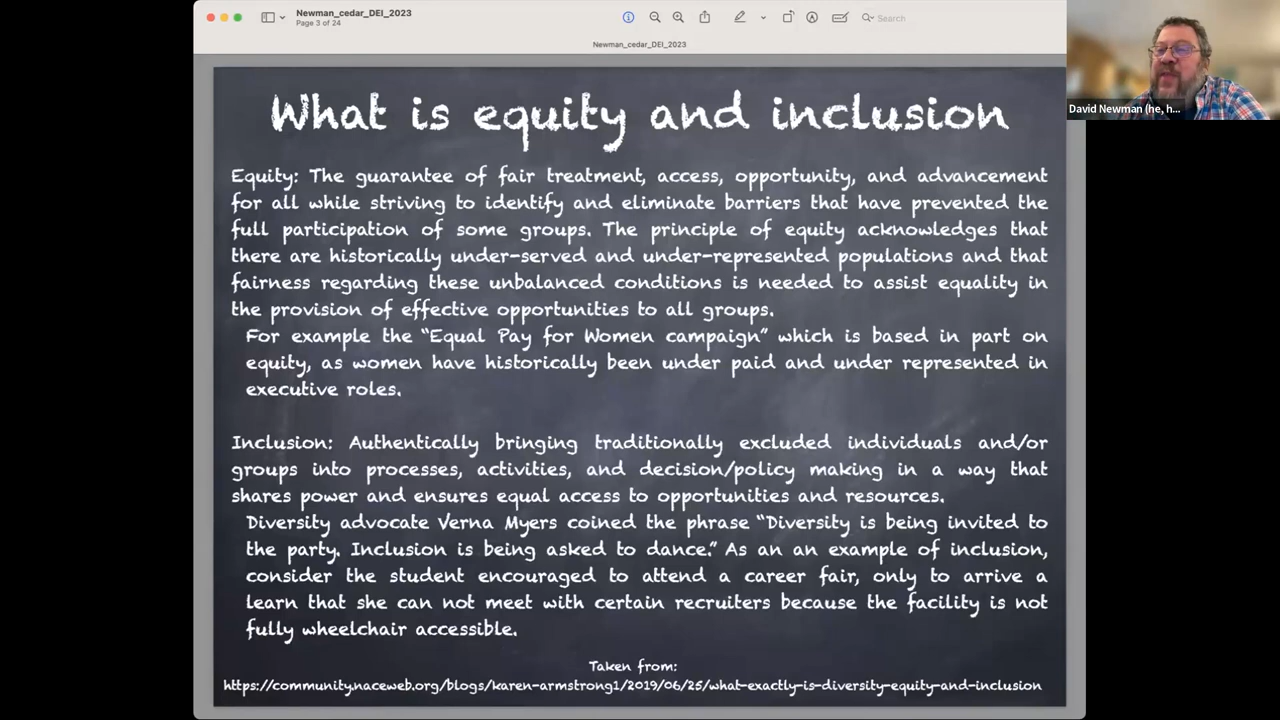 Newman_cedar_DEI_2023
Page 3 of 24
Search
Newman_cedar_DEI_2023
David Newman (he, h...
What is equity and inclusion
Equity: The guarantee of fair treatment, access, opportunity, and advancement
for all while striving to identify and eliminate barriers that have prevented the
full participation of some groups. The principle of equity acknowledges that
there are historically under-served and under-represented populations and that
fairness regarding these unbalanced conditions is needed to assist equality in
the provision of effective opportunities to all groups.
For example the “Equal Pay for Women campaign” which is based in part on
equity, as women have historically been under paid and under represented in
executive roles.
Inclusion: Authentically bringing traditionally excluded individuals and/or
groups into processes, activities, and decision/policy making in a way that
shares power and ensures equal access to opportunities and resources.
Diversity advocate Verna Myers coined the phrase “Diversity is being invited to
the party. Inclusion is being asked to dance.” As an an example of inclusion,
consider the student encouraged to attend a career fair, only to arrive a
learn that she can not meet with certain recruiters because the facility is not
fully wheelchair accessible.
Taken from:
https://community.naceweb.org/blogs/karen-armstrong1/2019/06/25/what-exactly-is-diversity-equity-and-inclusion